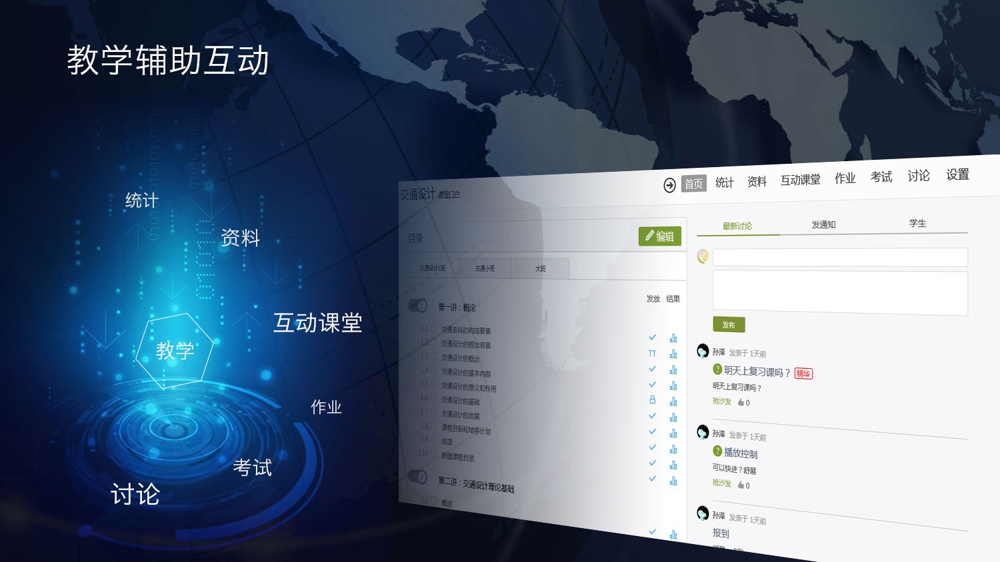 教学辅助互动
统计
资料
互动课堂
教学
作业
考试
讨论
交通设计 课程门户
首页 统计 资料 互动课堂 作业 考试 讨论 设置
目录
编辑
交通设计1班 交通小班 大班
发放 结果
1 第一讲：概论
1.1 交通系统的构成要素
1.2 交通设计的提出背景
1.3 交通设计的概念
1.4 交通设计的基本内容
1.5 交通设计的意义和作用
1.6 交通设计的基础
1.7 交通设计的发展
1.8 课程目标和培养计划
1.9 结语
1.10 新建课程目录
2 第二讲：交通设计理论基础
2.1 概述
最新讨论 发通知 学生
发布
孙泽 发表于 1天前
? 明天上复习课吗？ 精华
明天上复习课吗？
抢沙发 0
孙泽 发表于 1天前
? 播放控制
可以快进？舒展
抢沙发 0
孙泽 发表于 1天前
报到